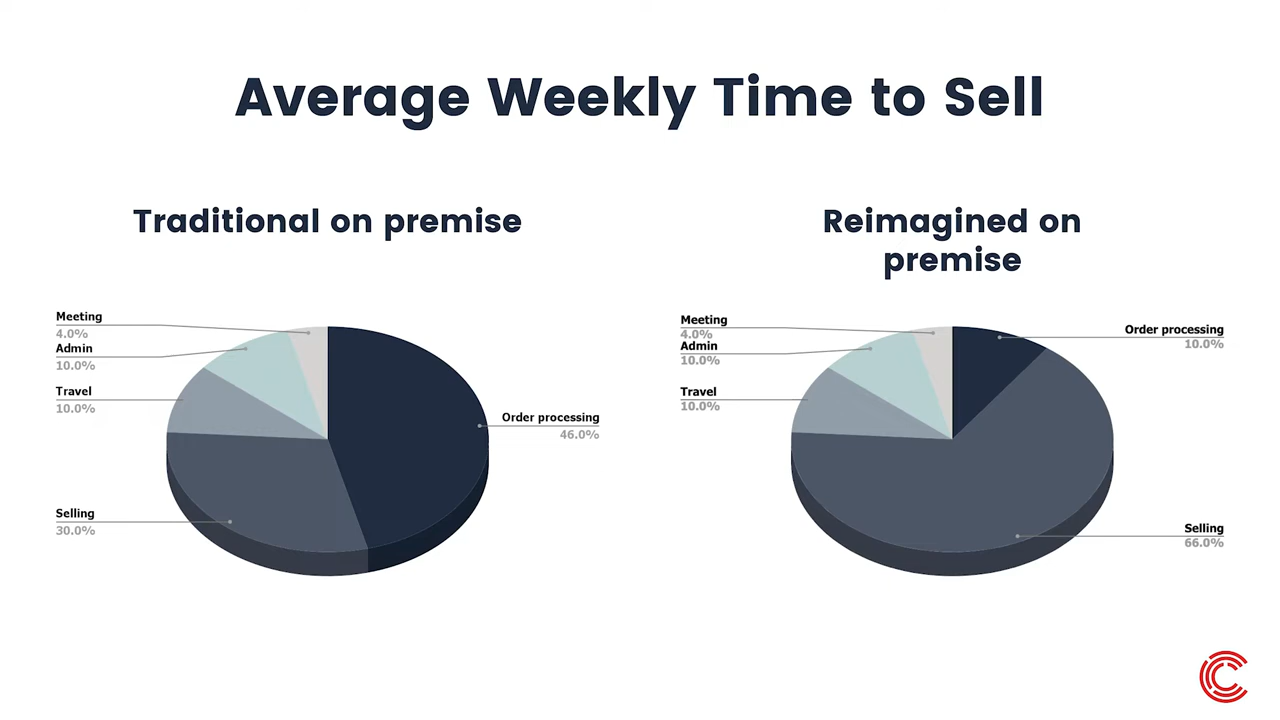 Average Weekly Time to Sell
Traditional on premise
Meeting
4.0%
Admin
10.0%
Travel
10.0%
Selling
30.0%
Order processing
46.0%
Reimagined on
premise
Meeting
4.0%
Admin
10.0%
Travel
10.0%
Order processing
10.0%
Selling
66.0%